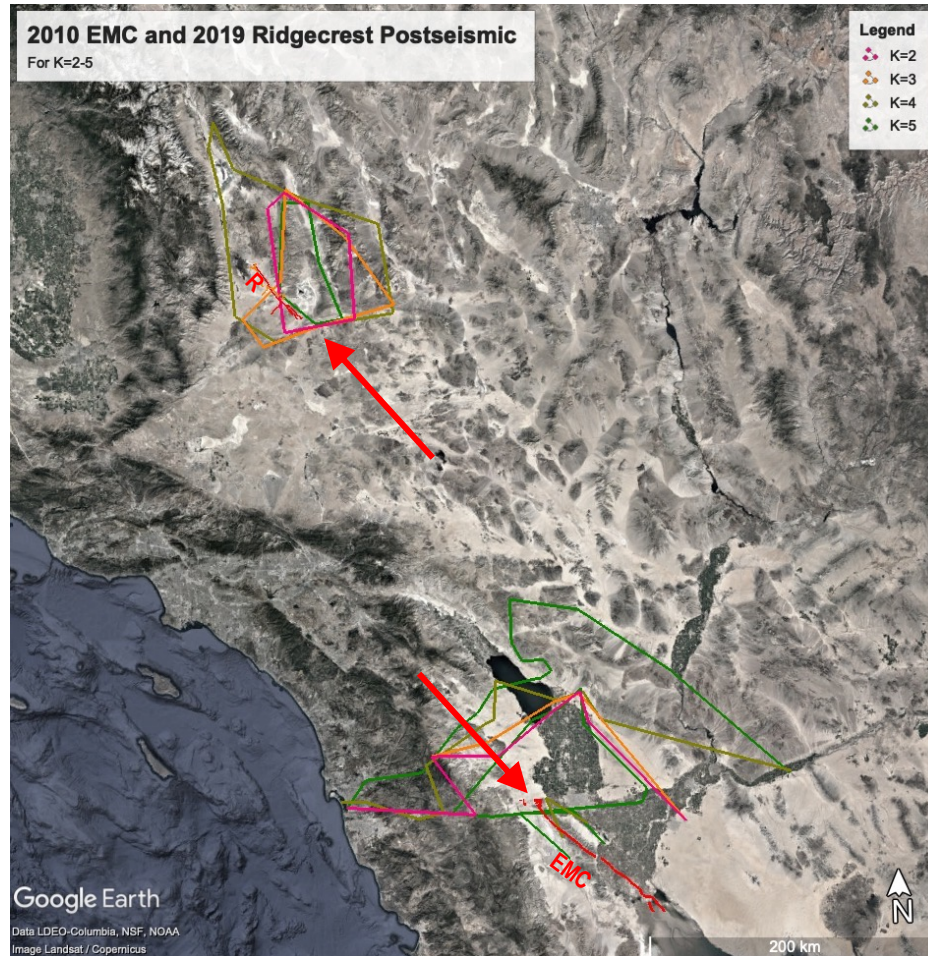 2010 EMC and 2019 Ridgecrest Postseismic
For K=2-5
Legend
K=2
K=3
K=4
K=5
R
EMC
Google Earth
N
Data LDEO-Columbia, NSF, NOAA
Image Landsat / Copernicus
200 km